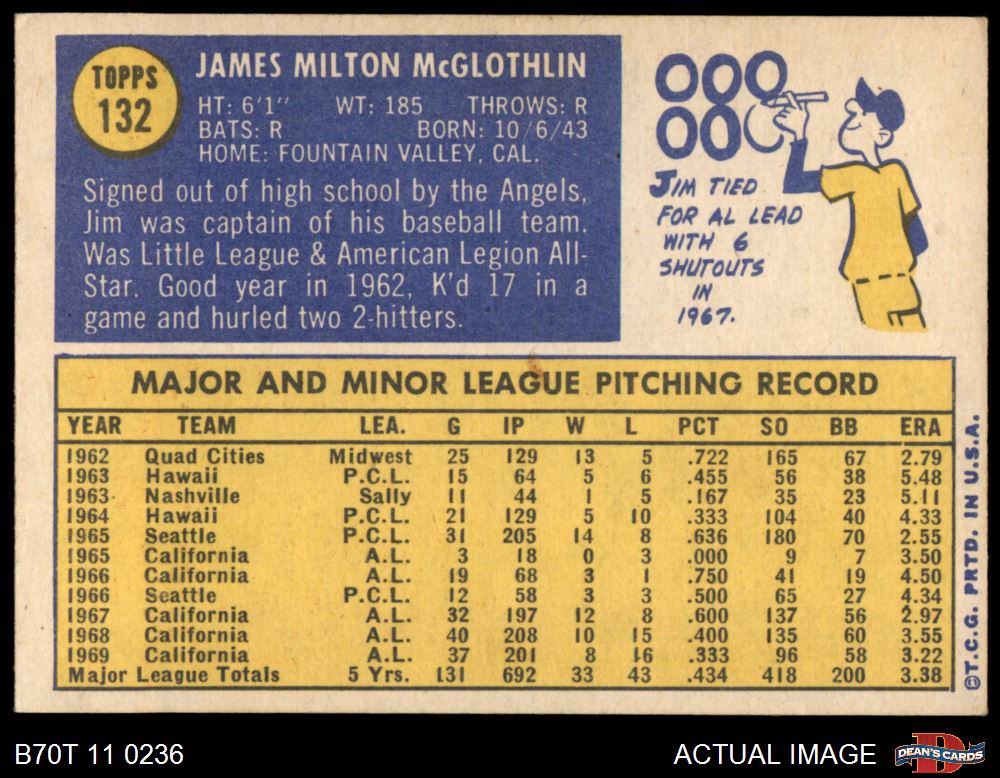 TOPPS
132
JAMES MILTON McGLOTHLIN
HT: 6'1" WT: 185 THROWS: R
BATS: R BORN: 10/6/43
HOME: FOUNTAIN VALLEY, CAL.
Signed out of high school by the Angels,
Jim was captain of his baseball team.
Was Little League & American Legion All-
Star. Good year in 1962, K'd 17 in a
game and hurled two 2-hitters.
000
000
JIM TIED
FOR AL LEAD
WITH 6
SHUTOUTS
IN
1967.
MAJOR AND MINOR LEAGUE PITCHING RECORD
YEAR TEAM LEA. G IP W L PCT SO BB ERA
1962 Quad Cities Midwest 25 129 13 5 .722 165 67 2.79
1963 Hawaii P.C.L. 15 64 5 6 .455 56 38 5.48
1963 Nashville Sally 11 44 1 5 .167 35 23 5.11
1964 Hawaii P.C.L. 21 129 5 10 .333 104 40 4.33
1965 Seattle P.C.L. 31 205 14 8 .636 180 70 2.55
1965 California A.L. 3 18 0 3 .000 9 7 3.50
1966 California A.L. 19 68 3 1 .750 41 19 4.50
1966 Seattle P.C.L. 12 58 3 3 .500 65 27 4.34
1967 California A.L. 32 197 12 8 .600 137 56 2.97
1968 California A.L. 40 208 10 15 .400 135 60 3.55
1969 California A.L. 37 201 8 16 .333 96 58 3.22
Major League Totals 5 Yrs. 131 692 33 43 .434 418 200 3.38
©T.C.G. PRTD. IN U.S.A.
B70T 11 0236
ACTUAL IMAGE
DEAN'S CARDS